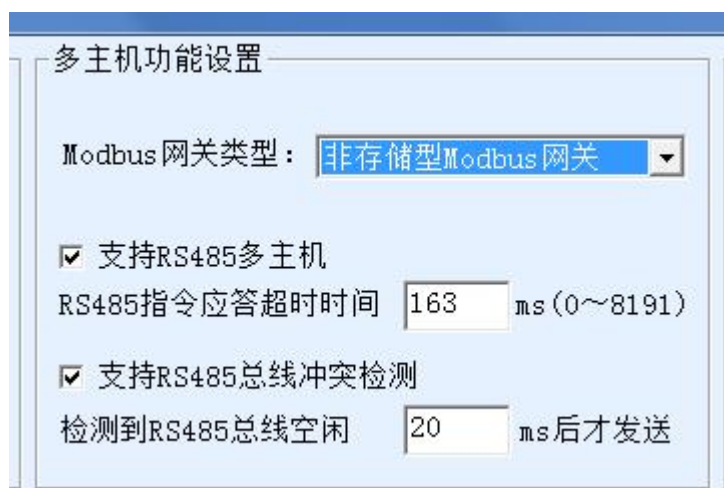 多主机功能设置
Modbus网关类型： 非存储型Modbus网关
支持RS485多主机
RS485指令应答超时时间 163 ms(0～8191)
支持RS485总线冲突检测
检测到RS485总线空闲 20 ms后才发送